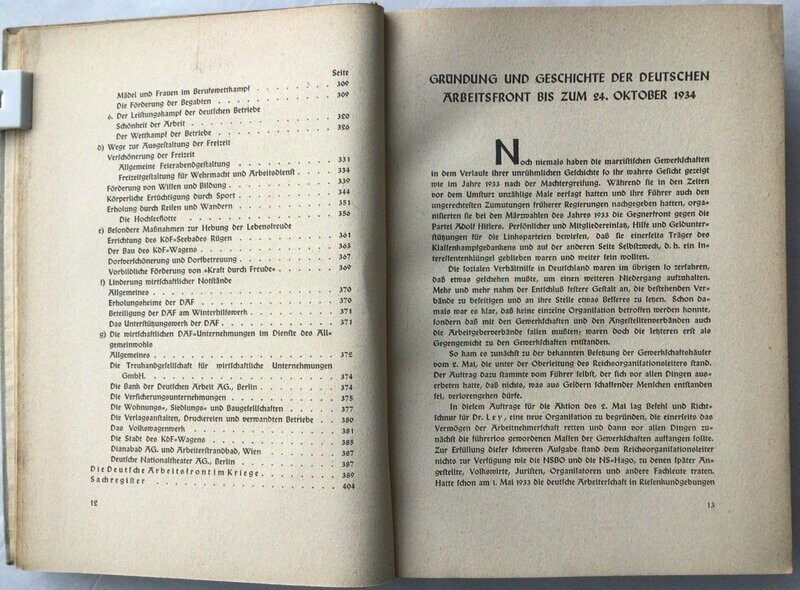 Seite
Mädel und Frauen im Berufswettkampf . . . . . . . 309
Die Förderung der Begabten . . . . . . . . . . 309
6. Der Leistungskampf der deutschen Betriebe
Schönheit der Arbeit . . . . . . . . . . . . 320
Der Wettkampf der Betriebe . . . . . . . . . . 326
d) Wege zur Ausgestaltung der Freizeit
Verschönerung der Freizeit
Allgemeine Feierabendgestaltung . . . . . . . . . 331
Freizeitgestaltung für Wehrmacht und Arbeitsdienst . . . . 334
Förderung von Wissen und Bildung . . . . . . . . . 339
Körperliche Ertüchtigung durch Sport . . . . . . . . 344
Erholung durch Reisen und Wandern . . . . . . . . . 351
Die Hochseeflotte . . . . . . . . . . . . . 356
e) Besondere Maßnahmen zur Hebung der Lebensfreude
Errichtung des KdF=Seebades Rügen . . . . . . . . . 361
Der Bau des KdF=Wagens . . . . . . . . . . . . 363
Dorfverschönerung und Dorfbetreuung . . . . . . . . 367
Vorbildliche Förderung von »Kraft durch Freude« . . . . . 369
f) Linderung wirtschaftlicher Notstände
Allgemeines . . . . . . . . . . . . . . . 370
Erholungsheime der DAF . . . . . . . . . . . . 370
Beteiligung der DAF am Winterhilfswerk . . . . . . . 371
Das Unterstützungswerk der DAF . . . . . . . . . . 371
g) Die wirtschaftlichen DAF=Unternehmungen im Dienste des All=
gemeinwohls
Allgemeines . . . . . . . . . . . . . . . 372
Die Treuhandgesellschaft für wirtschaftliche Unternehmungen
GmbH. . . . . . . . . . . . . . . . . 374
Die Bank der Deutschen Arbeit AG., Berlin . . . . . . 374
Die Versicherungsunternehmungen . . . . . . . . . . 375
Die Wohnungs=, Siedlungs= und Baugesellschaften . . . . . 377
Die Verlagsanstalten, Druckereien und verwandten Betriebe . . 380
Das Volkswagenwerk . . . . . . . . . . . . . 381
Die Stadt des KdF=Wagens . . . . . . . . . . . 385
Dianabad AG. und Arbeiterstrandbad, Wien . . . . . . 387
Deutsche Nationaltheater AG., Berlin . . . . . . . . 387
Die Deutsche Arbeitsfront im Kriege . . . . . . . . . 389
Sachregister . . . . . . . . . . . . . . . . 404
12
GRÜNDUNG UND GESCHICHTE DER DEUTSCHEN
ARBEITSFRONT BIS ZUM 24. OKTOBER 1934
Noch niemals haben die marxistischen Gewerkschaften
in dem Verlaufe ihrer unrühmlichen Geschichte so ihr wahres Gesicht gezeigt
wie im Jahre 1933 nach der Machtergreifung. Während sie in den Zeiten
vor dem Umsturz unzählige Male versagt hatten und ihre Führer auch den
ungerechtesten Zumutungen früherer Regierungen nachgegeben hatten, orga=
nisierten sie bei den Märzwahlen des Jahres 1933 die Gegnerfront gegen die
Partei Adolf Hitlers. Persönlicher und Mitgliedereinsatz, Hilfe und Geldunter=
stützungen für die Linksparteien bewiesen, daß sie einerseits Träger des
Klassenkampfgedankens und auf der anderen Seite Selbstzweck, d. h. ein In=
teressentenklüngel geblieben waren und weiter sein wollten.
Die sozialen Verhältnisse in Deutschland waren im übrigen so zerfahren,
daß etwas geschehen mußte, um einen weiteren Niedergang aufzuhalten.
Mehr und mehr nahm der Entschluß festere Gestalt an, die bestehenden Ver=
bände zu beseitigen und an ihre Stelle etwas Besseres zu setzen. Schon da=
mals war es klar, daß keine einzelne Organisation betroffen werden konnte,
sondern daß mit den Gewerkschaften und den Angestelltenverbänden auch
die Arbeitgeberverbände fallen mußten; waren doch die letzteren erst als
Gegengewicht zu den Gewerkschaften entstanden.
So kam es zunächst zu der bekannten Besetzung der Gewerkschaftshäuser
vom 2. Mai, die unter der Oberleitung des Reichsorganisationsleiters stand.
Der Auftrag dazu stammte vom Führer selbst, der sich vor allen Dingen aus=
erbeten hatte, daß nichts, was aus Geldern schaffender Menschen entstanden
sei, verlorengehen dürfe.
In diesem Auftrage für die Aktion des 2. Mai lag Befehl und Richt=
schnur für Dr. Ley, eine neue Organisation zu begründen, die einerseits das
Vermögen der Arbeitnehmerschaft retten und dann vor allen Dingen zu=
nächst die führerlos gewordenen Massen der Gewerkschaften auffangen sollte.
Zur Erfüllung dieser schweren Aufgabe stand dem Reichsorganisationsleiter
nichts zur Verfügung wie die NSBO und die NS=Hago, zu denen später An=
gestellte, Volkswirte, Juristen, Organisatoren und andere Fachleute traten.
Hatte schon am 1. Mai 1933 die deutsche Arbeiterschaft in Riesenkundgebungen
13